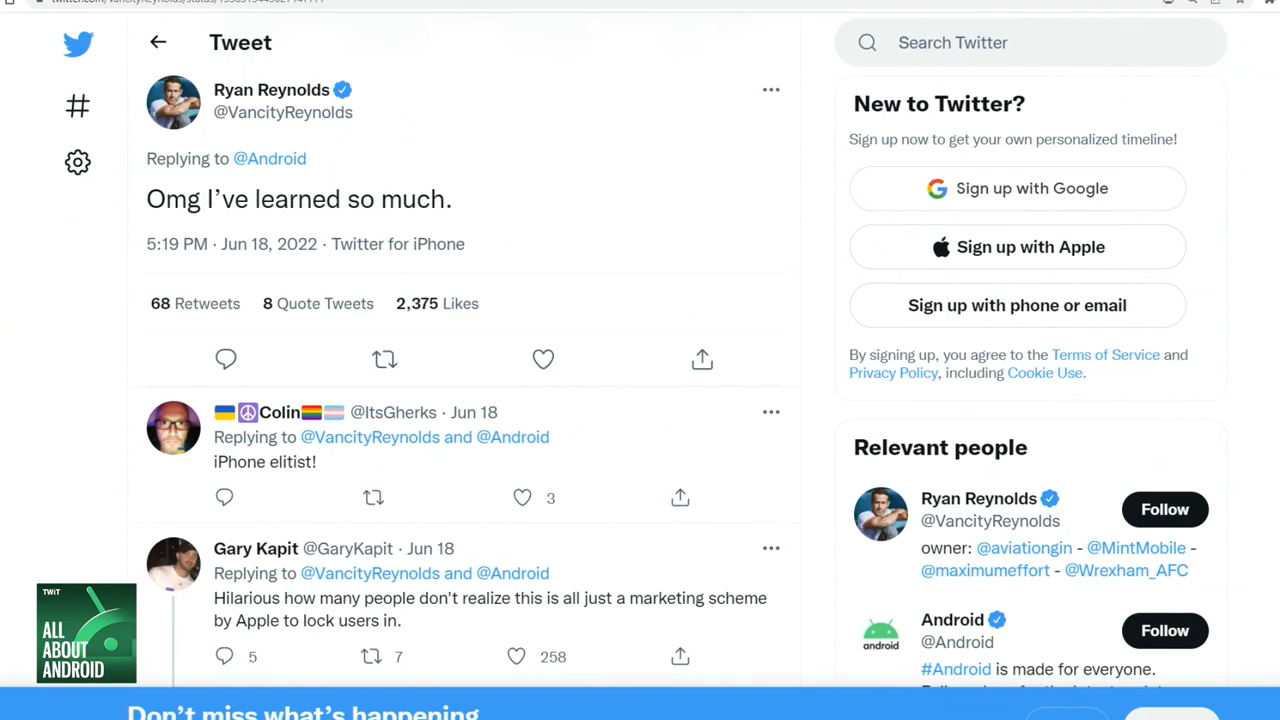 Tweet
Ryan Reynolds
@VancityReynolds
Replying to @Android
Omg I’ve learned so much.
5:19 PM · Jun 18, 2022 · Twitter for iPhone
68 Retweets 8 Quote Tweets 2,375 Likes
Colin @ItsGherks · Jun 18
Replying to @VancityReynolds and @Android
iPhone elitist!
3
Gary Kapit @GaryKapit · Jun 18
Replying to @VancityReynolds and @Android
Hilarious how many people don't realize this is all just a marketing scheme
by Apple to lock users in.
5 7 258
Search Twitter
New to Twitter?
Sign up now to get your own personalized timeline!
Sign up with Google
Sign up with Apple
Sign up with phone or email
By signing up, you agree to the Terms of Service and
Privacy Policy, including Cookie Use.
Relevant people
Ryan Reynolds
@VancityReynolds
Follow
owner: @aviationgin - @MintMobile -
@maximumeffort - @Wrexham_AFC
Android
@Android
Follow
android
#Android is made for everyone.
TWiT
ALL
ABOUT
ANDROID
Don’t miss what’s happening